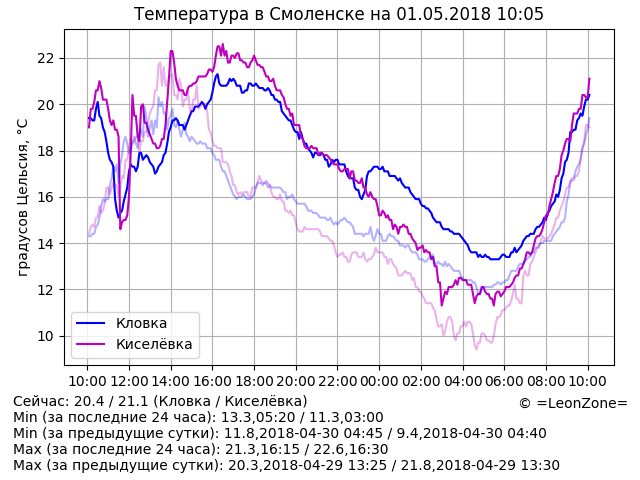 Температура в Смоленске на 01.05.2018 10:05
градусов Цельсия, °C
22
20
18
16
14
12
10
Кловка
Киселёвка
10:00 12:00 14:00 16:00 18:00 20:00 22:00 00:00 02:00 04:00 06:00 08:00 10:00
Сейчас: 20.4 / 21.1 (Кловка / Киселёвка)
© =LeonZone=
Min (за последние 24 часа): 13.3,05:20 / 11.3,03:00
Min (за предыдущие сутки): 11.8,2018-04-30 04:45 / 9.4,2018-04-30 04:40
Max (за последние 24 часа): 21.3,16:15 / 22.6,16:30
Max (за предыдущие сутки): 20.3,2018-04-29 13:25 / 21.8,2018-04-29 13:30